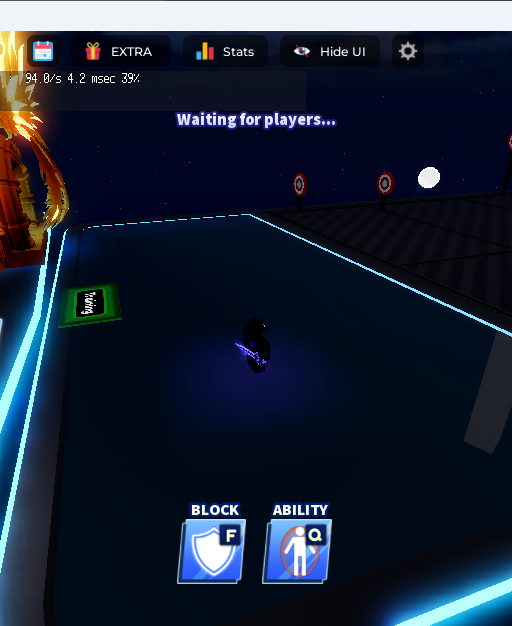 EXTRA
Stats
Hide UI
94.0/s 4.2 msec 39%
Waiting for players...
Training
BLOCK
ABILITY
F
Q